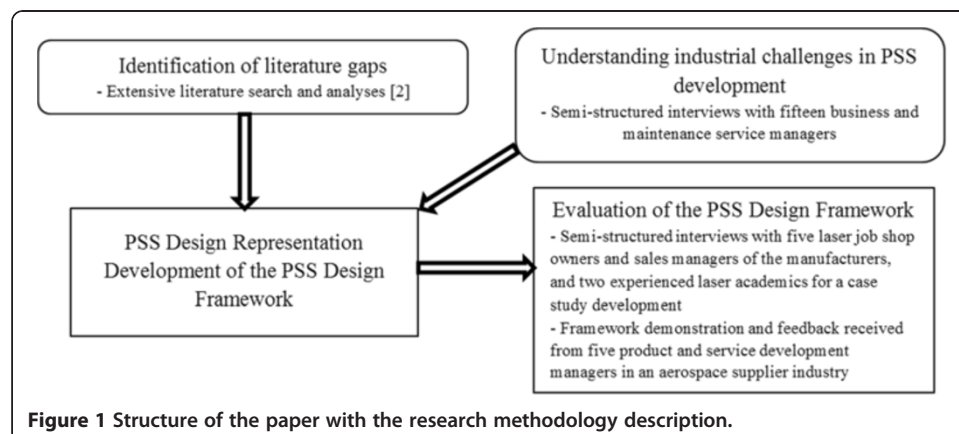 Identification of literature gaps
- Extensive literature search and analyses [2]
Understanding industrial challenges in PSS
development
- Semi-structured interviews with fifteen business and
maintenance service managers
PSS Design Representation
Development of the PSS Design
Framework
Evaluation of the PSS Design Framework
- Semi-structured interviews with five laser job shop
owners and sales managers of the manufacturers,
and two experienced laser academics for a case
study development
- Framework demonstration and feedback received
from five product and service development
managers in an aerospace supplier industry
Figure 1 Structure of the paper with the research methodology description.